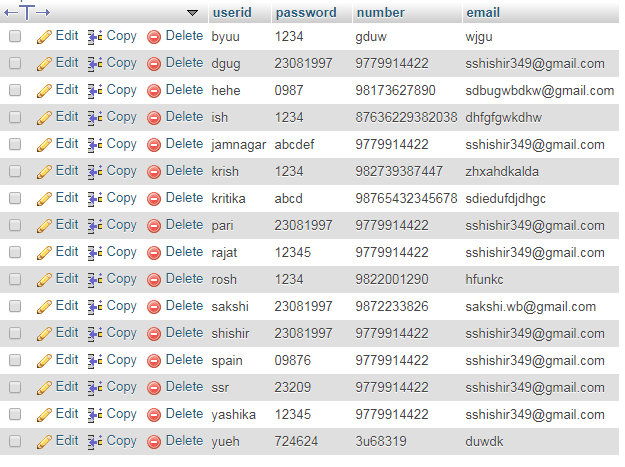 userid password number email
Edit Copy Delete byuu 1234 gduw wjgu
Edit Copy Delete dgug 23081997 9779914422 sshishir349@gmail.com
Edit Copy Delete hehe 0987 98173627890 sdbugwbdkw@gmail.com
Edit Copy Delete ish 1234 87636229382038 dhfgfgwkdhw
Edit Copy Delete jamnagar abcdef 9779914422 sshishir349@gmail.com
Edit Copy Delete krish 1234 982739387447 zhxahdkalda
Edit Copy Delete kritika abcd 98765432345678 sdiedufdjdhgc
Edit Copy Delete pari 23081997 9779914422 sshishir349@gmail.com
Edit Copy Delete rajat 12345 9779914422 sshishir349@gmail.com
Edit Copy Delete rosh 1234 9822001290 hfunkc
Edit Copy Delete sakshi 23081997 9872233826 sakshi.wb@gmail.com
Edit Copy Delete shishir 23081997 9779914422 sshishir349@gmail.com
Edit Copy Delete spain 09876 9779914422 sshishir349@gmail.com
Edit Copy Delete ssr 23209 9779914422 sshishir349@gmail.com
Edit Copy Delete yashika 12345 9779914422 sshishir349@gmail.com
Edit Copy Delete yueh 724624 3u68319 duwdk